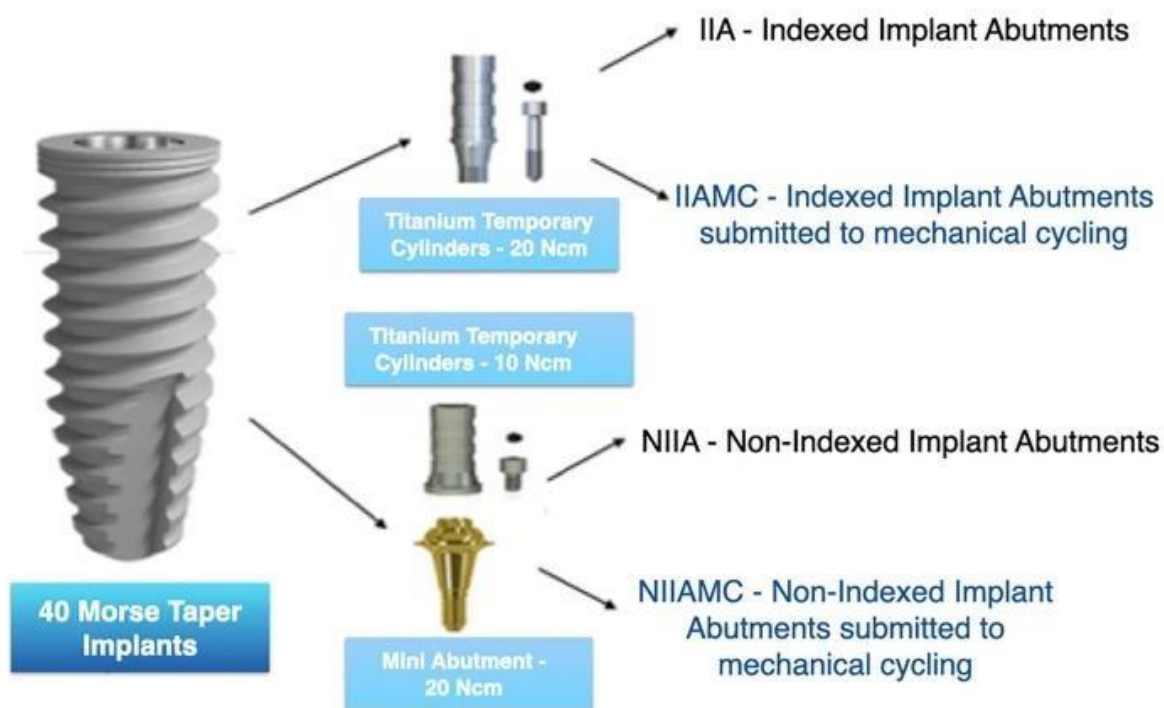 IIA - Indexed Implant Abutments
Titanium Temporary
Cylinders - 20 Ncm
IIAMC - Indexed Implant Abutments
submitted to mechanical cycling
Titanium Temporary
Cylinders - 10 Ncm
NIIA - Non-Indexed Implant Abutments
40 Morse Taper
Implants
Mini Abutment -
20 Ncm
NIIAMC - Non-Indexed Implant
Abutments submitted to
mechanical cycling